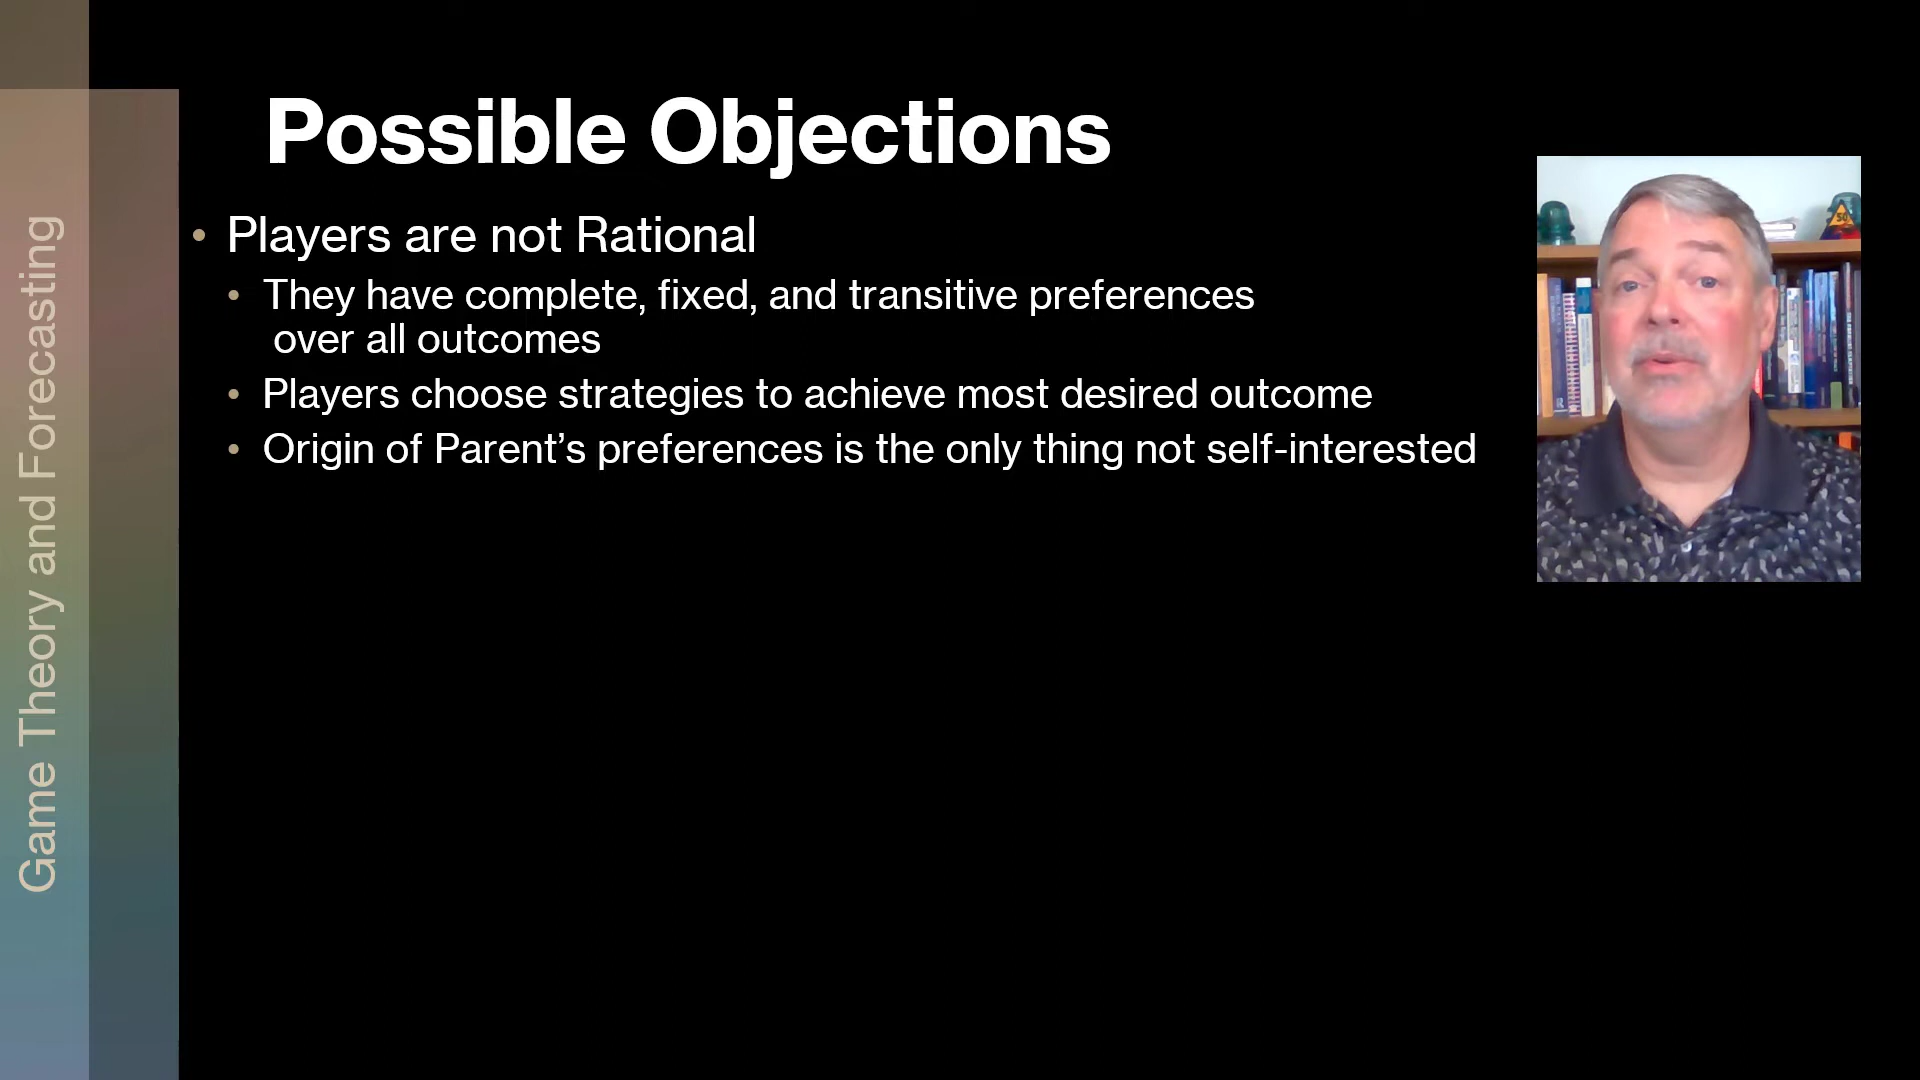 Possible Objections
• Players are not Rational
• They have complete, fixed, and transitive preferences
over all outcomes
• Players choose strategies to achieve most desired outcome
• Origin of Parent’s preferences is the only thing not self-interested
Game Theory and Forecasting
50